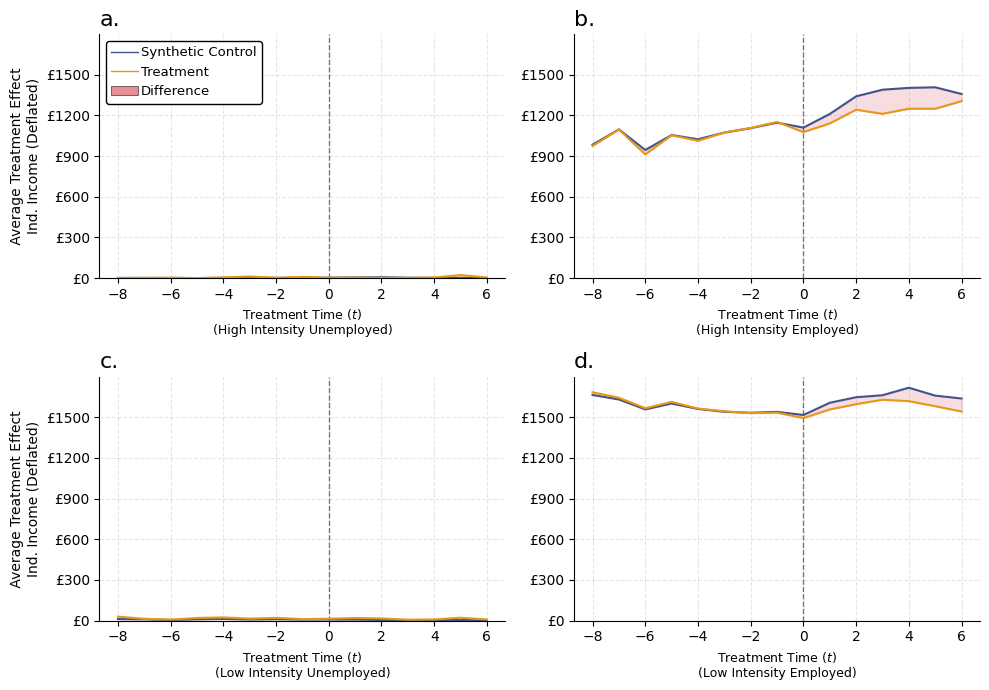 a.
Synthetic Control
Treatment
Difference
£1500
£1200
£900
£600
£300
£0
Average Treatment Effect
Ind. Income (Deflated)
−8 −6 −4 −2 0 2 4 6
Treatment Time (t)
(High Intensity Unemployed)
b.
£1500
£1200
£900
£600
£300
£0
−8 −6 −4 −2 0 2 4 6
Treatment Time (t)
(High Intensity Employed)
c.
£1500
£1200
£900
£600
£300
£0
Average Treatment Effect
Ind. Income (Deflated)
−8 −6 −4 −2 0 2 4 6
Treatment Time (t)
(Low Intensity Unemployed)
d.
£1500
£1200
£900
£600
£300
£0
−8 −6 −4 −2 0 2 4 6
Treatment Time (t)
(Low Intensity Employed)